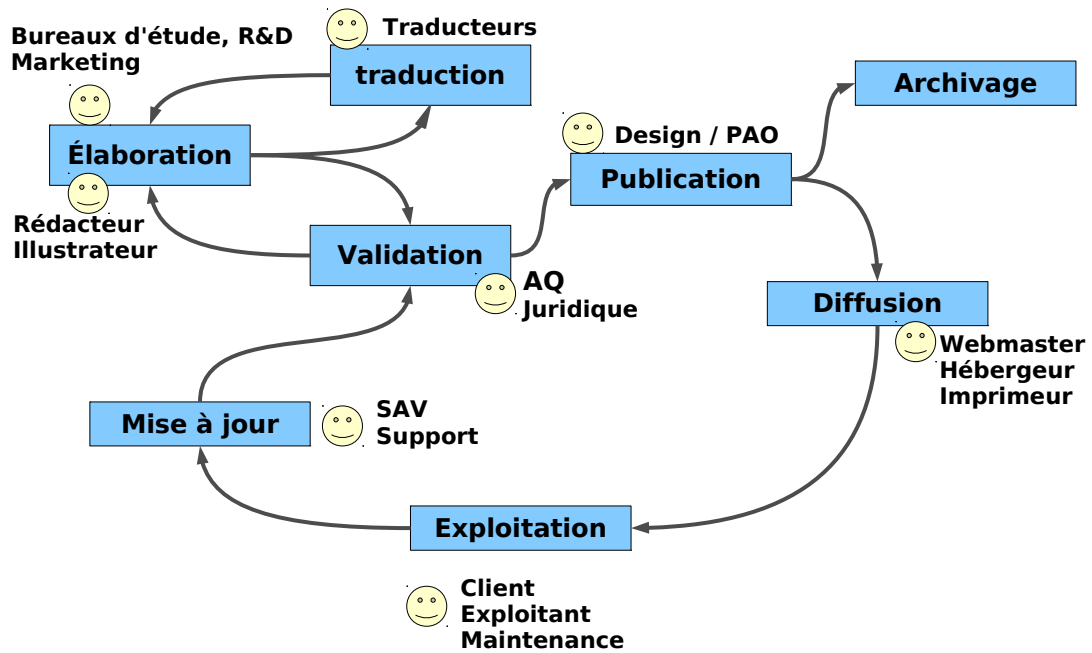 Bureaux d'étude, R&D
Marketing
Traducteurs
traduction
Archivage
Élaboration
Design / PAO
Publication
Rédacteur
Illustrateur
Validation
AQ
Juridique
Diffusion
Webmaster
Hébergeur
Imprimeur
Mise à jour
SAV
Support
Exploitation
Client
Exploitant
Maintenance